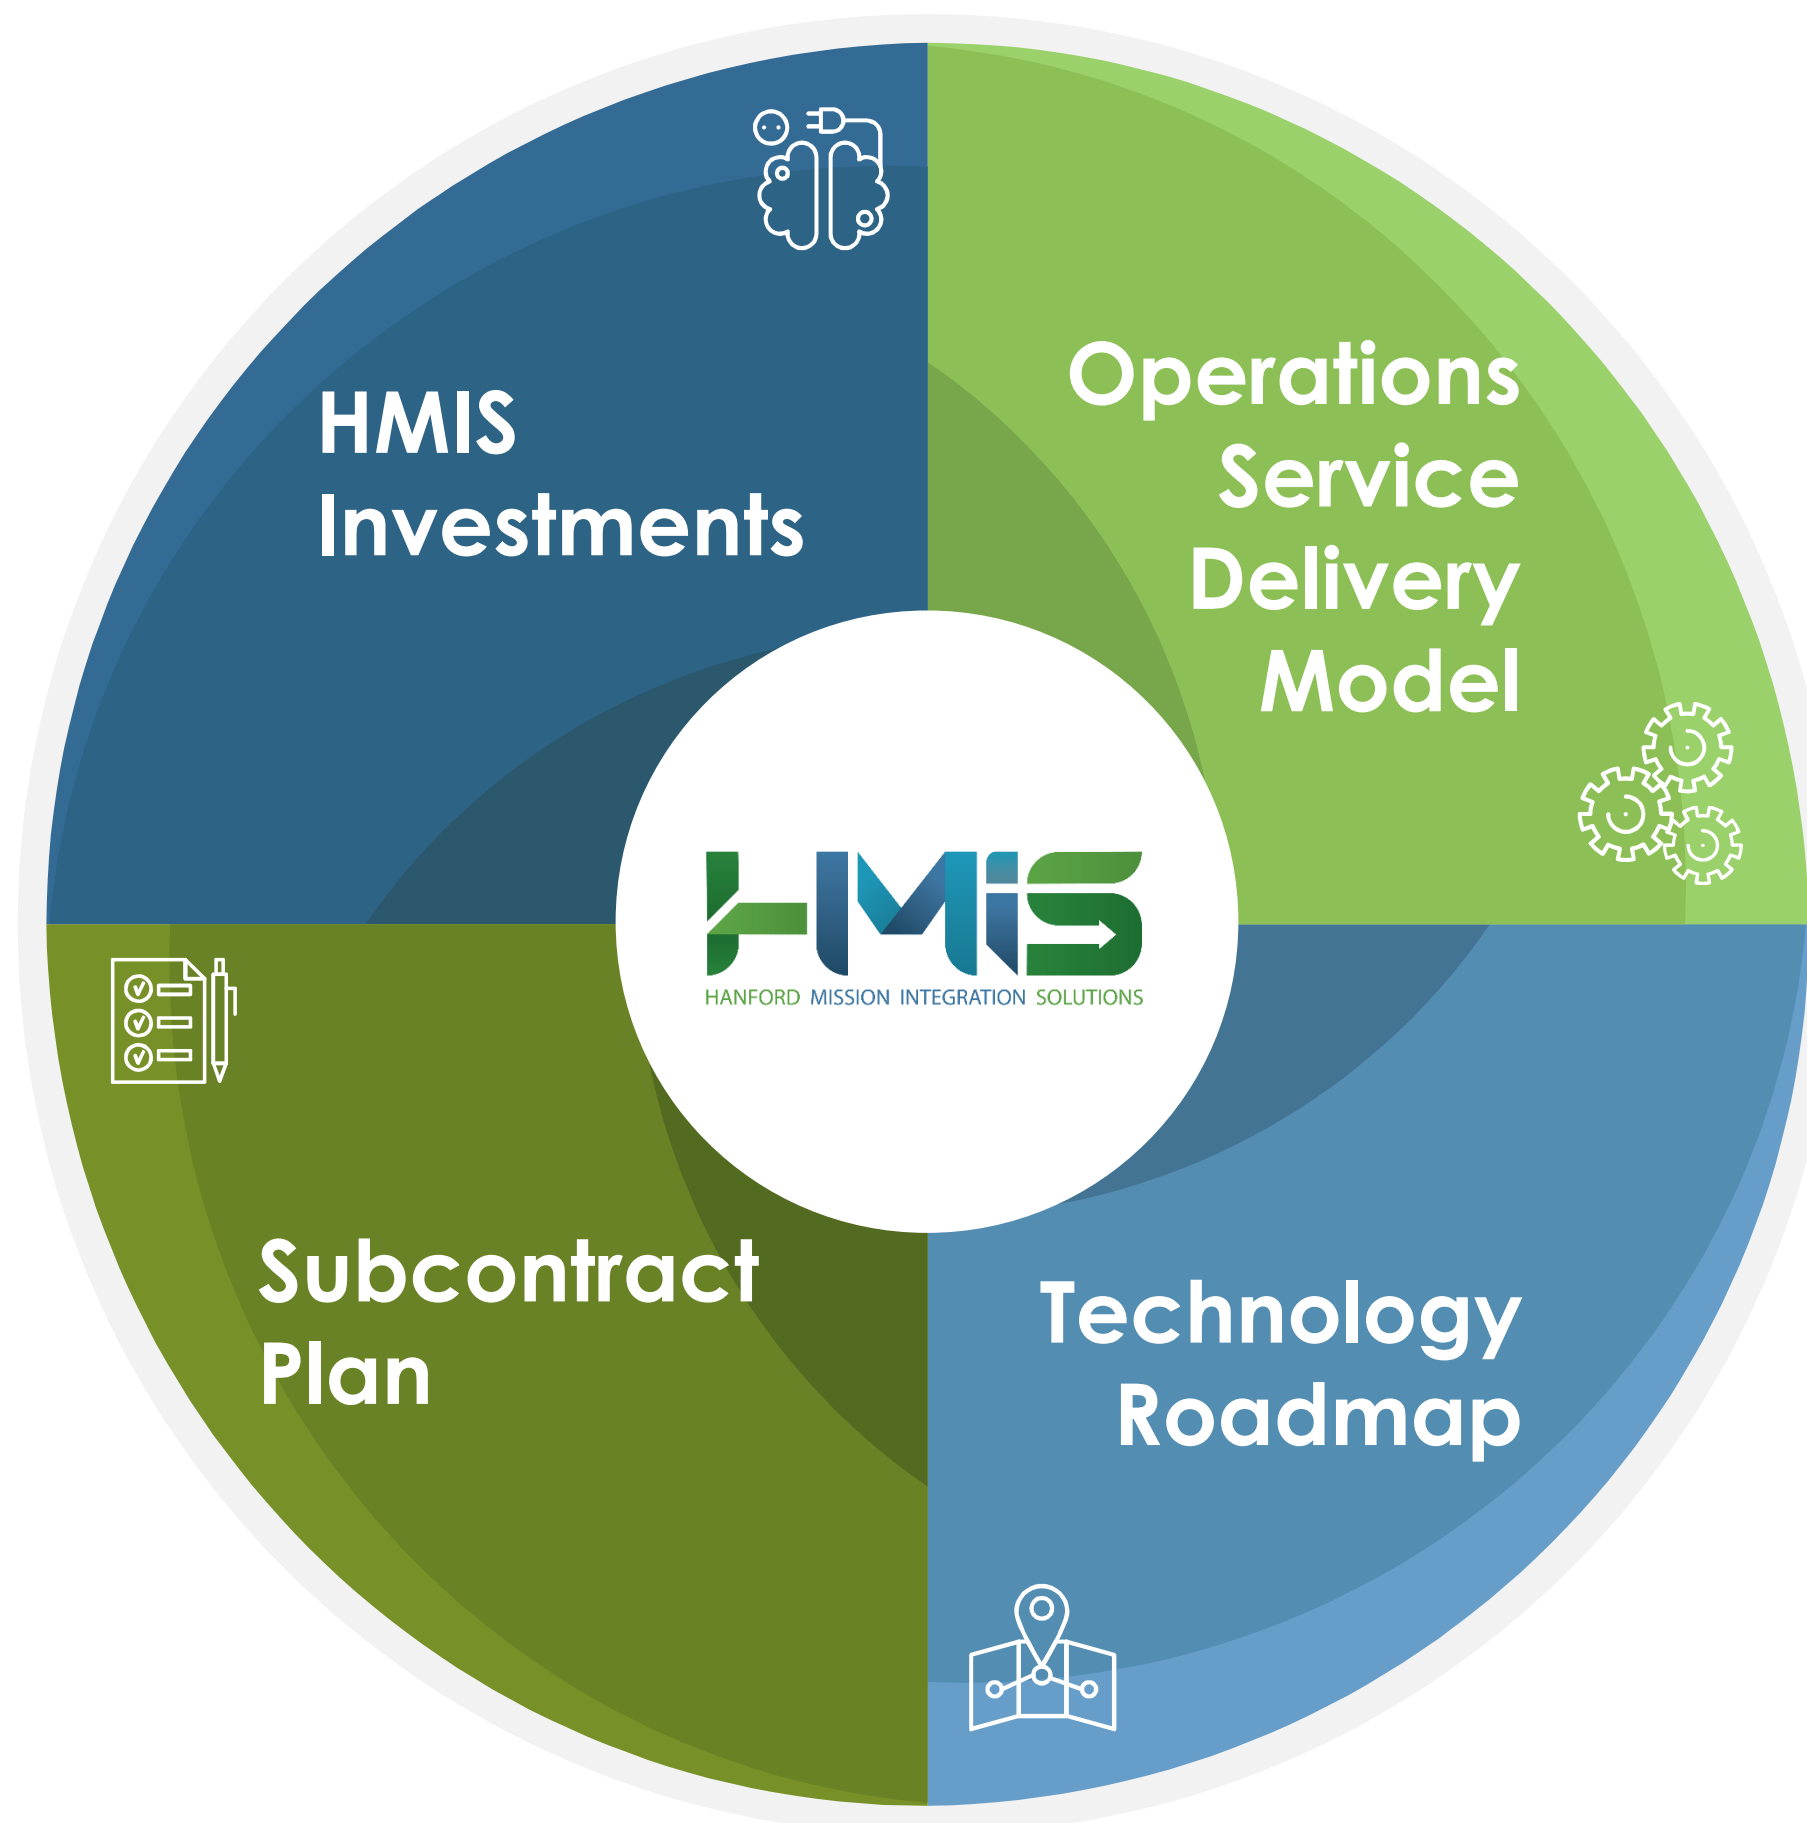 HMIS
Investments
Operations
Service
Delivery
Model
HMIS
HANFORD MISSION INTEGRATION SOLUTIONS
Subcontract
Plan
Technology
Roadmap